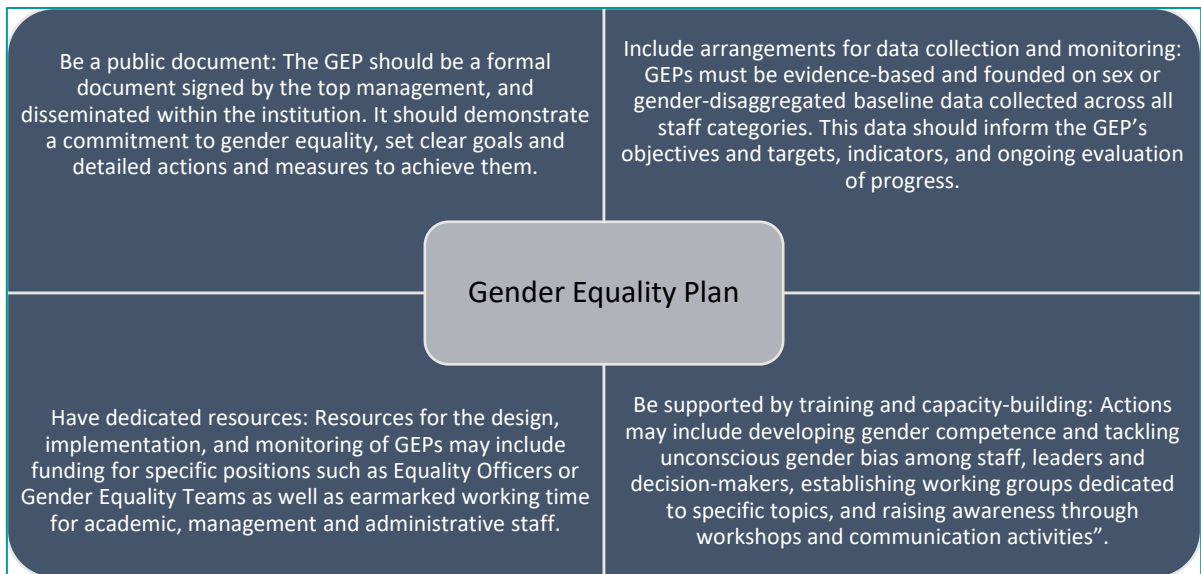 Be a public document: The GEP should be a formal
document signed by the top management, and
disseminated within the institution. It should demonstrate
a commitment to gender equality, set clear goals and
detailed actions and measures to achieve them.
Include arrangements for data collection and monitoring:
GEPs must be evidence-based and founded on sex or
gender-disaggregated baseline data collected across all
staff categories. This data should inform the GEP’s
objectives and targets, indicators, and ongoing evaluation
of progress.
Gender Equality Plan
Have dedicated resources: Resources for the design,
implementation, and monitoring of GEPs may include
funding for specific positions such as Equality Officers or
Gender Equality Teams as well as earmarked working time
for academic, management and administrative staff.
Be supported by training and capacity-building: Actions
may include developing gender competence and tackling
unconscious gender bias among staff, leaders and
decision-makers, establishing working groups dedicated
to specific topics, and raising awareness through
workshops and communication activities”.